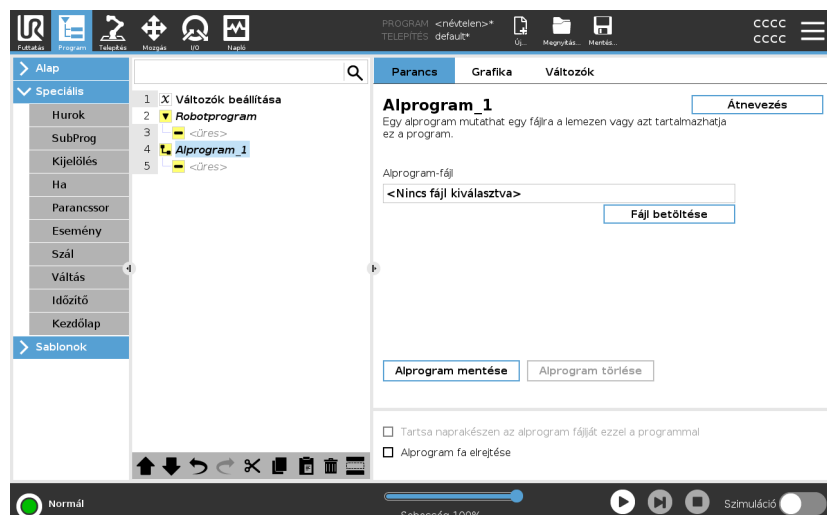 PROGRAM <névtelen>*
TELEPÍTÉS default*
CCCC
CCCC
Futtatás Program Telepítés Mozgás I/O Napló Új... Megnyitás... Mentés...
Alap
Speciális
Hurok
SubProg
Kijelölés
Ha
Parancssor
Esemény
Szál
Váltás
Időzítő
Kezdőlap
Sablonok
1 X Változók beállítása
2 Robotprogram
3 <üres>
4 Alprogram_1
5 <üres>
Parancs Grafika Változók
Alprogram_1
Átnevezés
Egy alprogram mutathat egy fájlra a lemezen vagy azt tartalmazhatja
ez a program.
Alprogram-fájl
<Nincs fájl kiválasztva>
Fájl betöltése
Alprogram mentése Alprogram törlése
Tartsa naprakészen az alprogram fájlját ezzel a programmal
Alprogram fa elrejtése
Normál
Sebesség 100%
Szimuláció